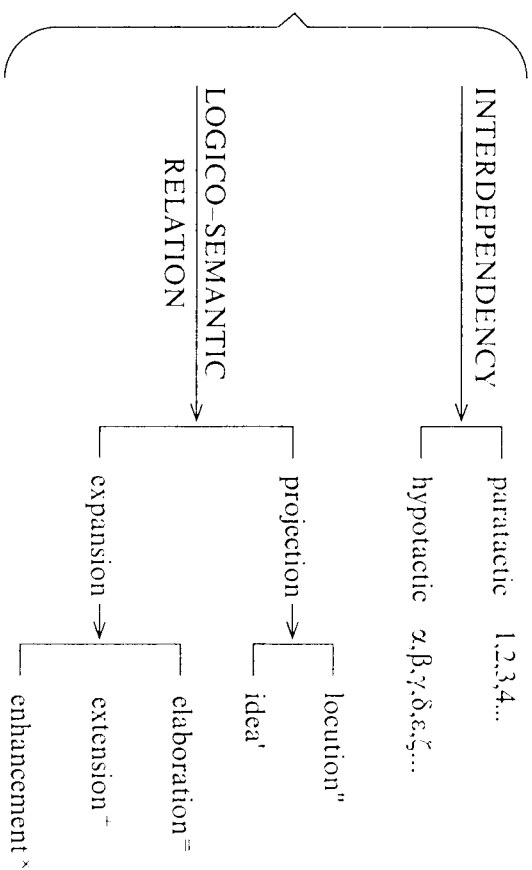 INTERDEPENDENCY
paratactic 1,2,3,4...
hypotactic α,β,γ,δ,ε,ζ...
LOGICO-SEMANTIC
RELATION
projection
locution"
idea'
expansion
elaboration=
extension+
enhancement×